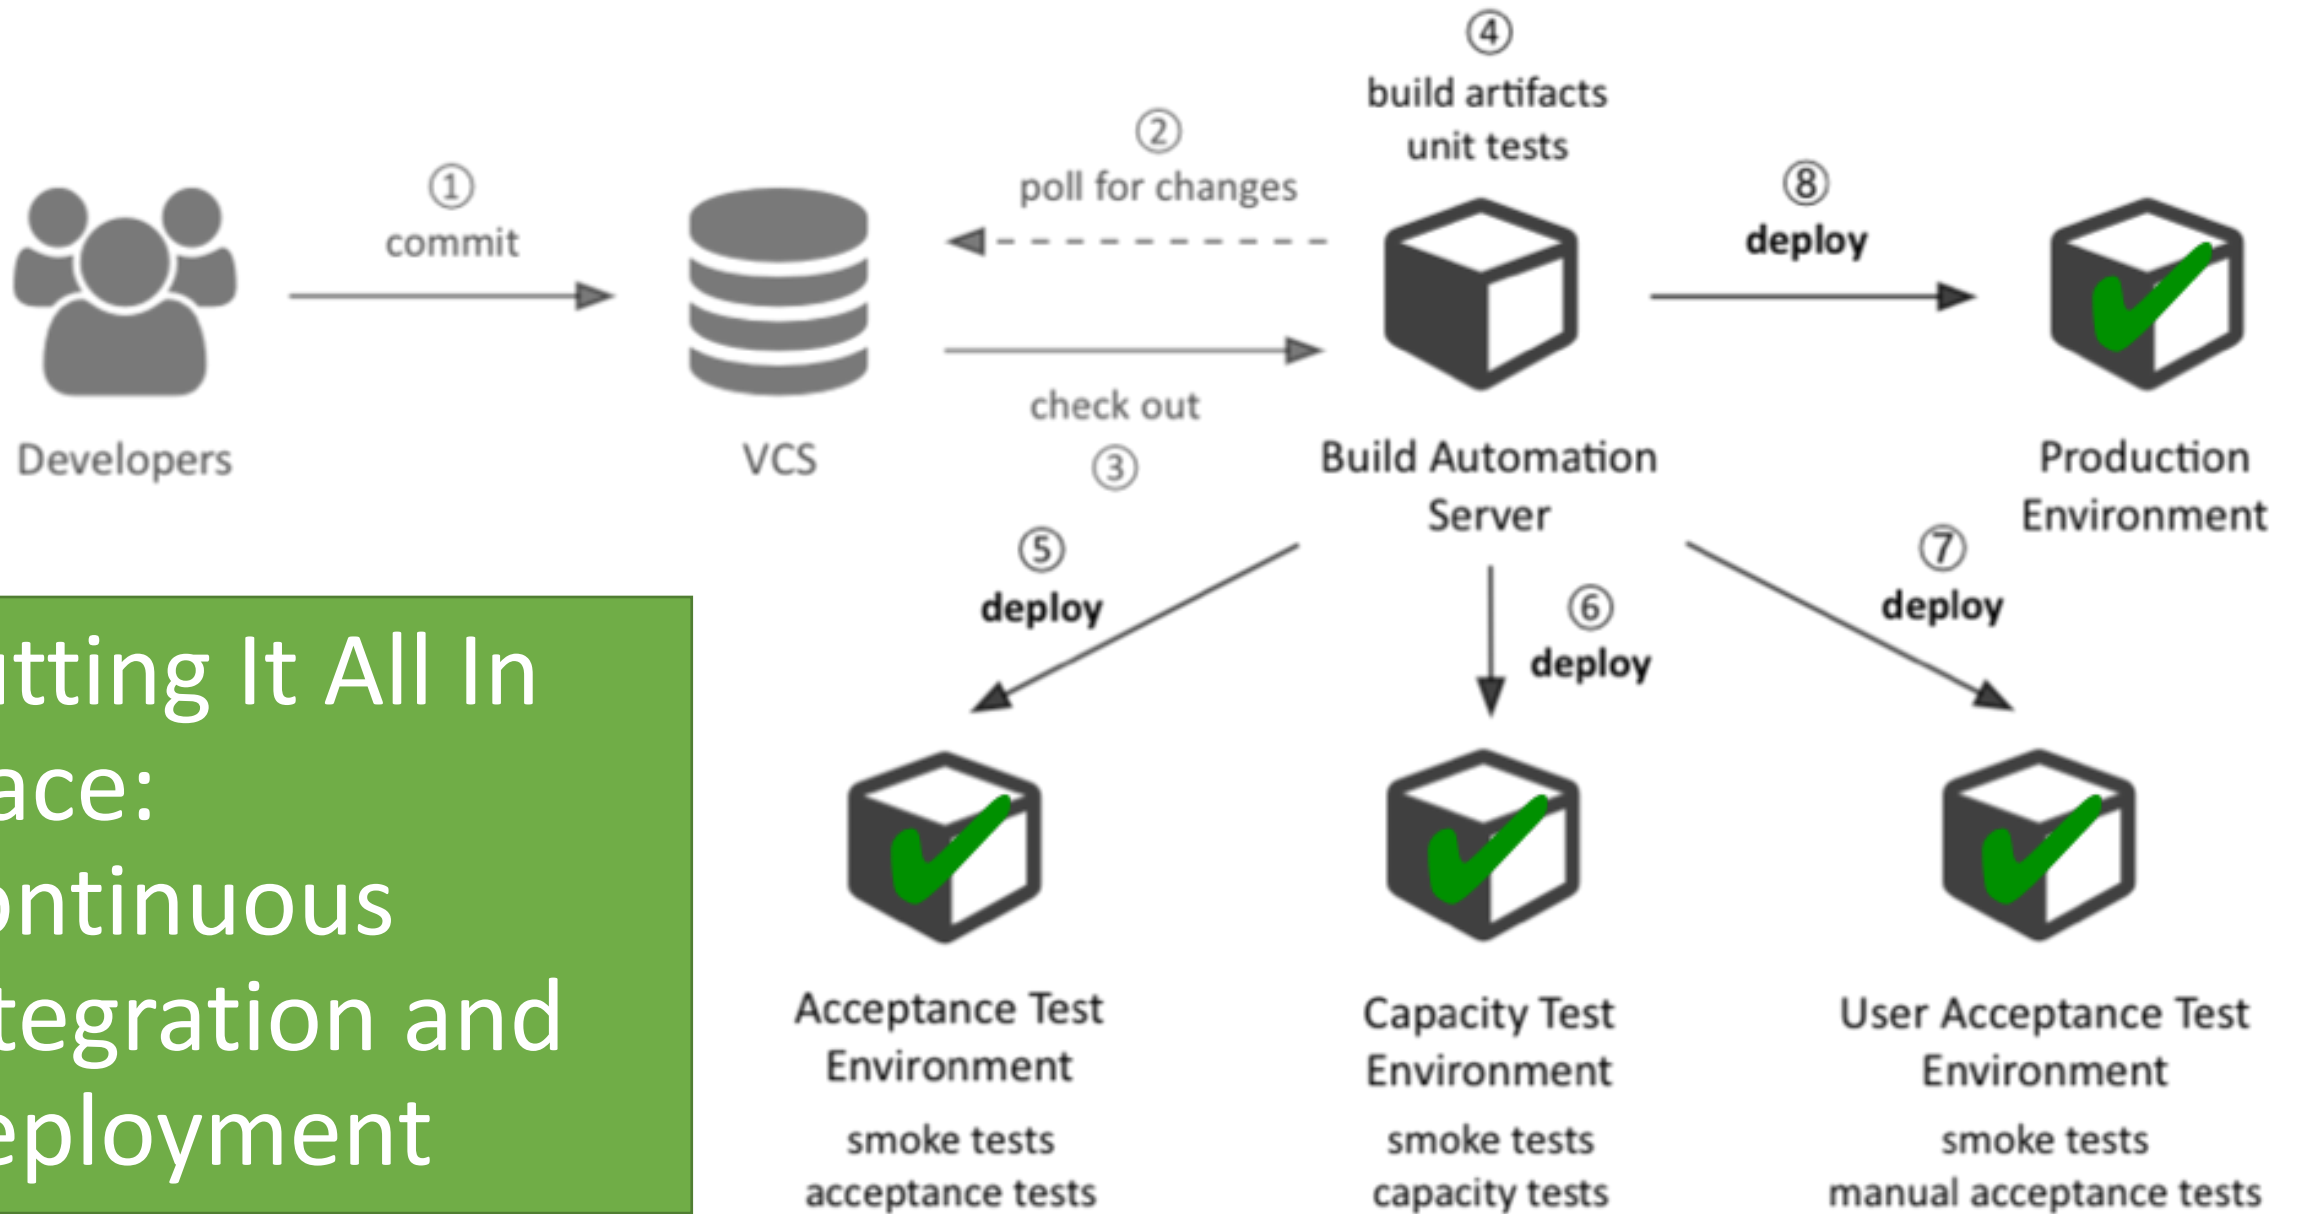 ④
build artifacts
unit tests
②
poll for changes
①
commit
⑧
deploy
check out
③
Developers
VCS
Build Automation
Server
Production
Environment
⑤
deploy
⑥
deploy
⑦
deploy
utting It All In
ace:
ontinuous
tegration and
eployment
Acceptance Test
Environment
smoke tests
acceptance tests
Capacity Test
Environment
smoke tests
capacity tests
User Acceptance Test
Environment
smoke tests
manual acceptance tests